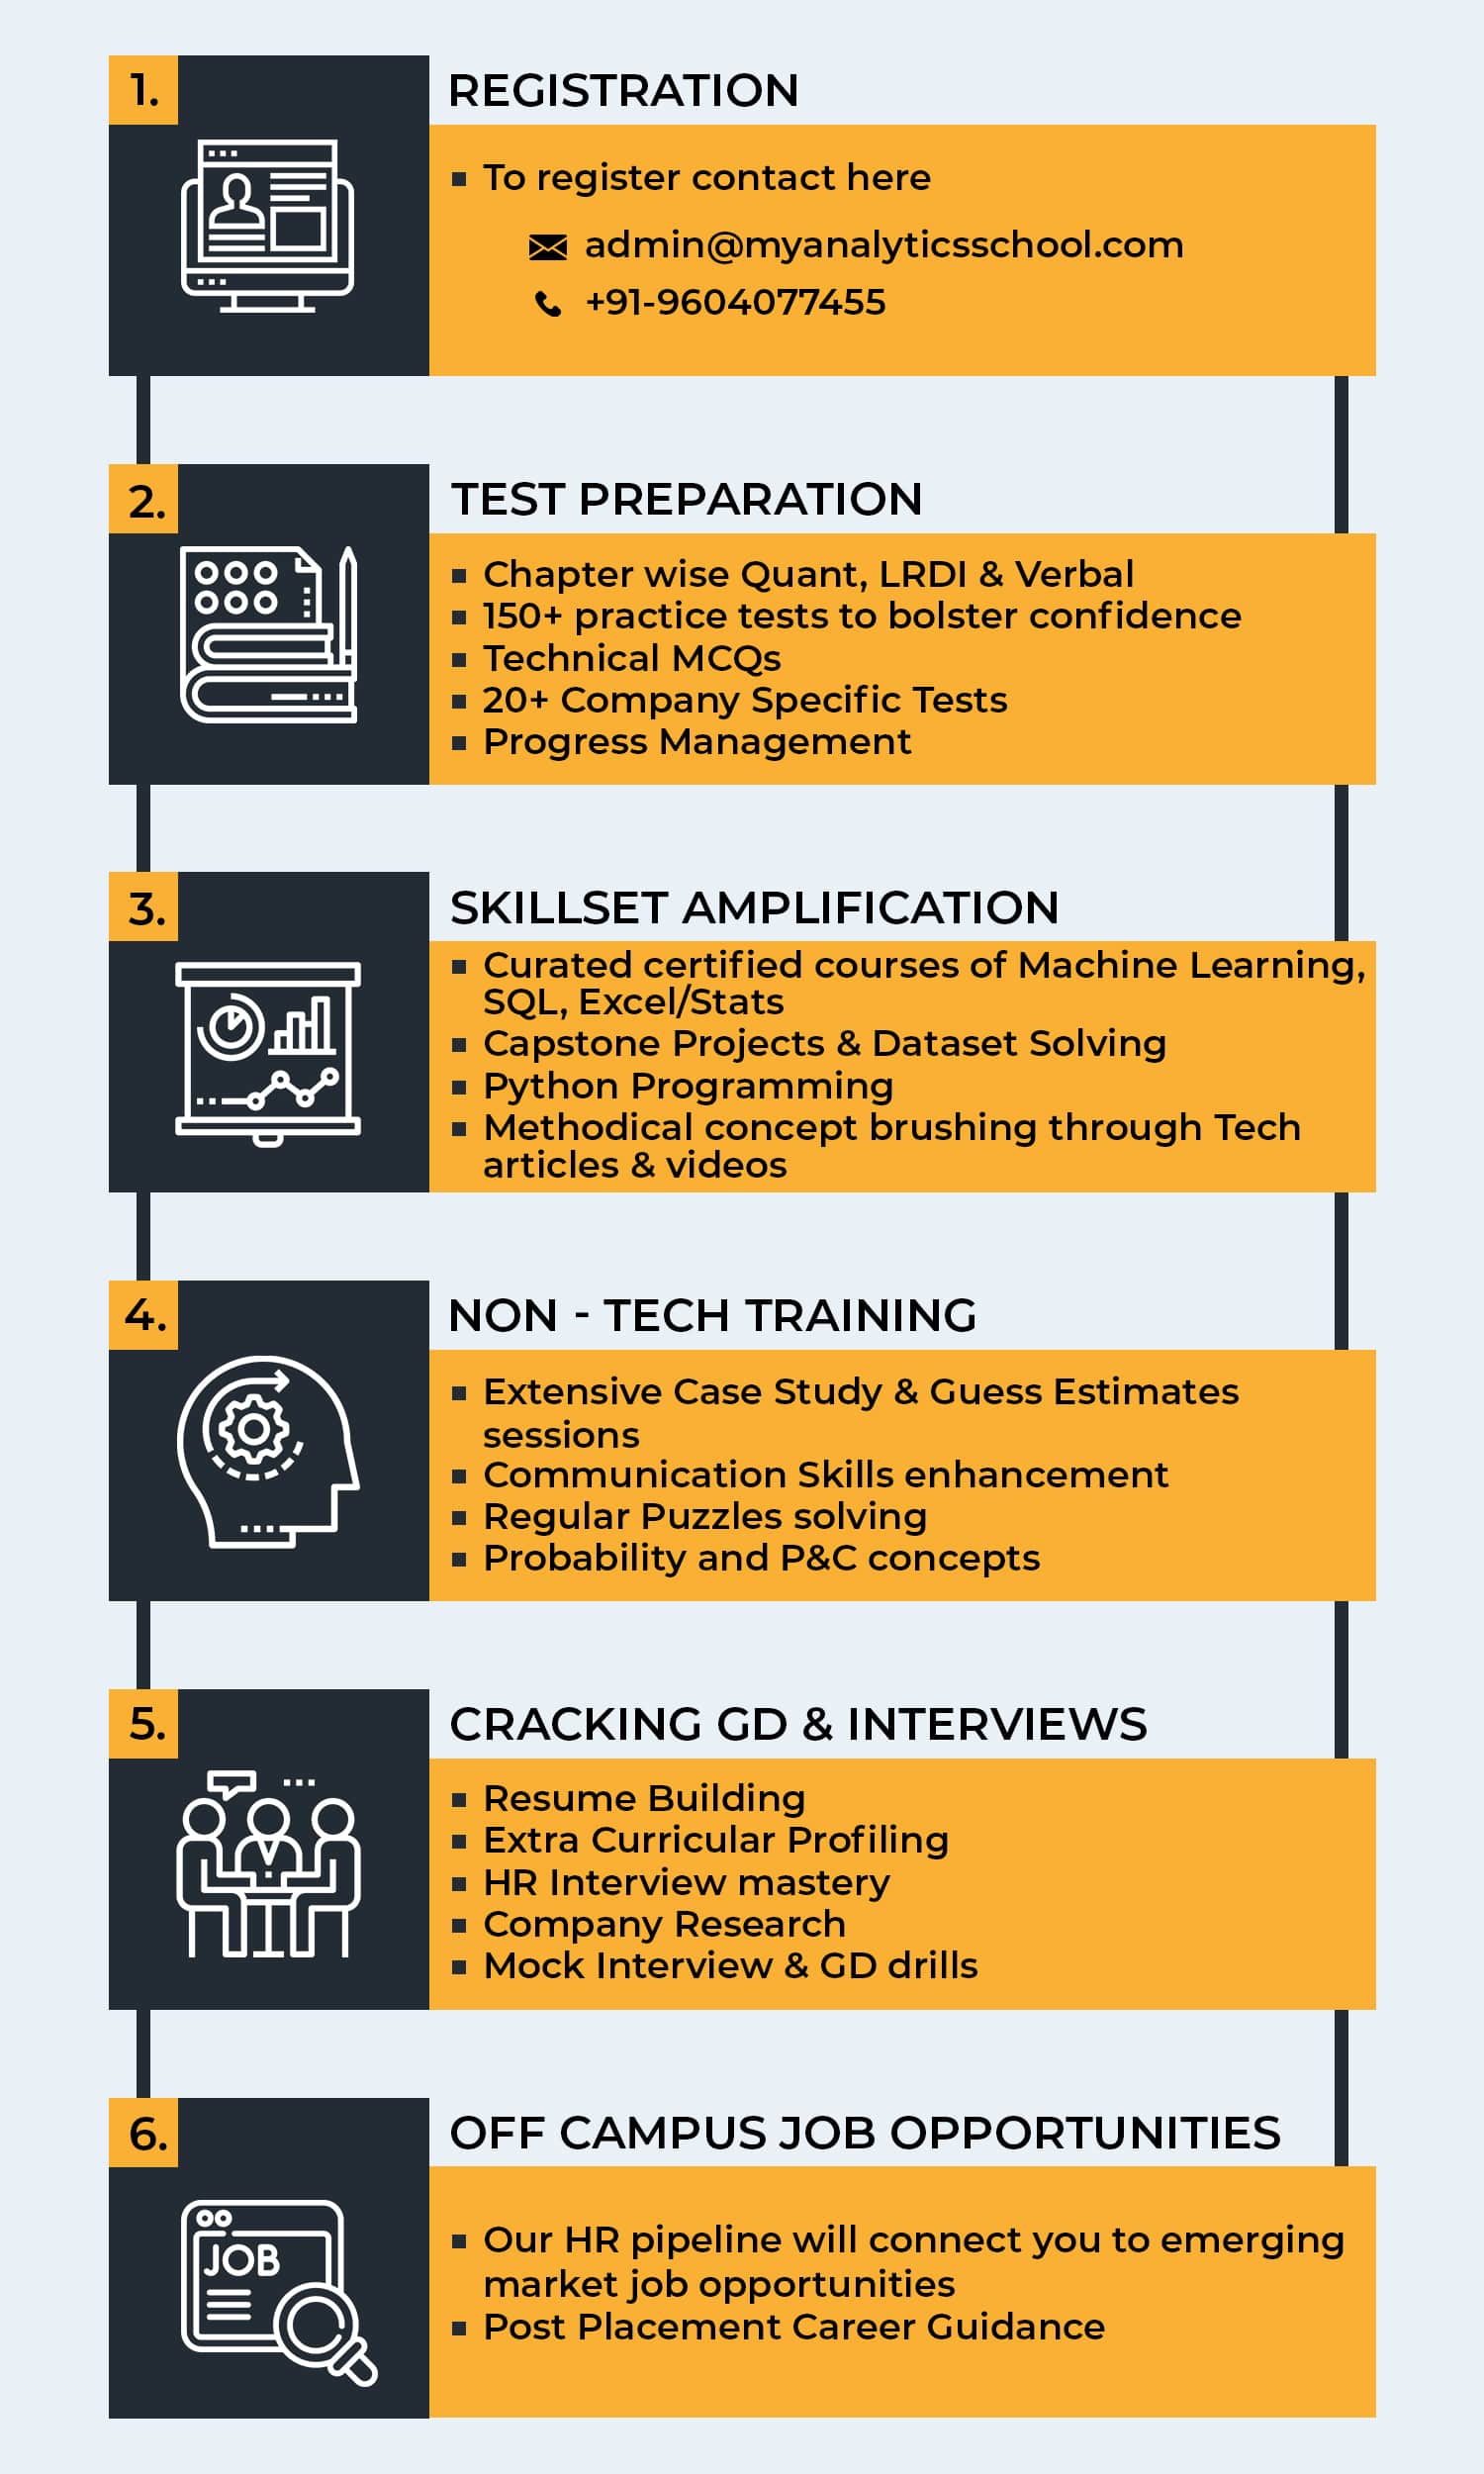 1.
REGISTRATION
▪ To register contact here
admin@myanalyticsschool.com
+91-9604077455
2.
TEST PREPARATION
▪ Chapter wise Quant, LRDI & Verbal
▪ 150+ practice tests to bolster confidence
▪ Technical MCQs
▪ 20+ Company Specific Tests
▪ Progress Management
3.
SKILLSET AMPLIFICATION
▪ Curated certified courses of Machine Learning,
SQL, Excel/Stats
▪ Capstone Projects & Dataset Solving
▪ Python Programming
▪ Methodical concept brushing through Tech
articles & videos
4.
NON - TECH TRAINING
▪ Extensive Case Study & Guess Estimates
sessions
▪ Communication Skills enhancement
▪ Regular Puzzles solving
▪ Probability and P&C concepts
5.
CRACKING GD & INTERVIEWS
▪ Resume Building
▪ Extra Curricular Profiling
▪ HR Interview mastery
▪ Company Research
▪ Mock Interview & GD drills
6.
OFF CAMPUS JOB OPPORTUNITIES
JOB
▪ Our HR pipeline will connect you to emerging
market job opportunities
▪ Post Placement Career Guidance